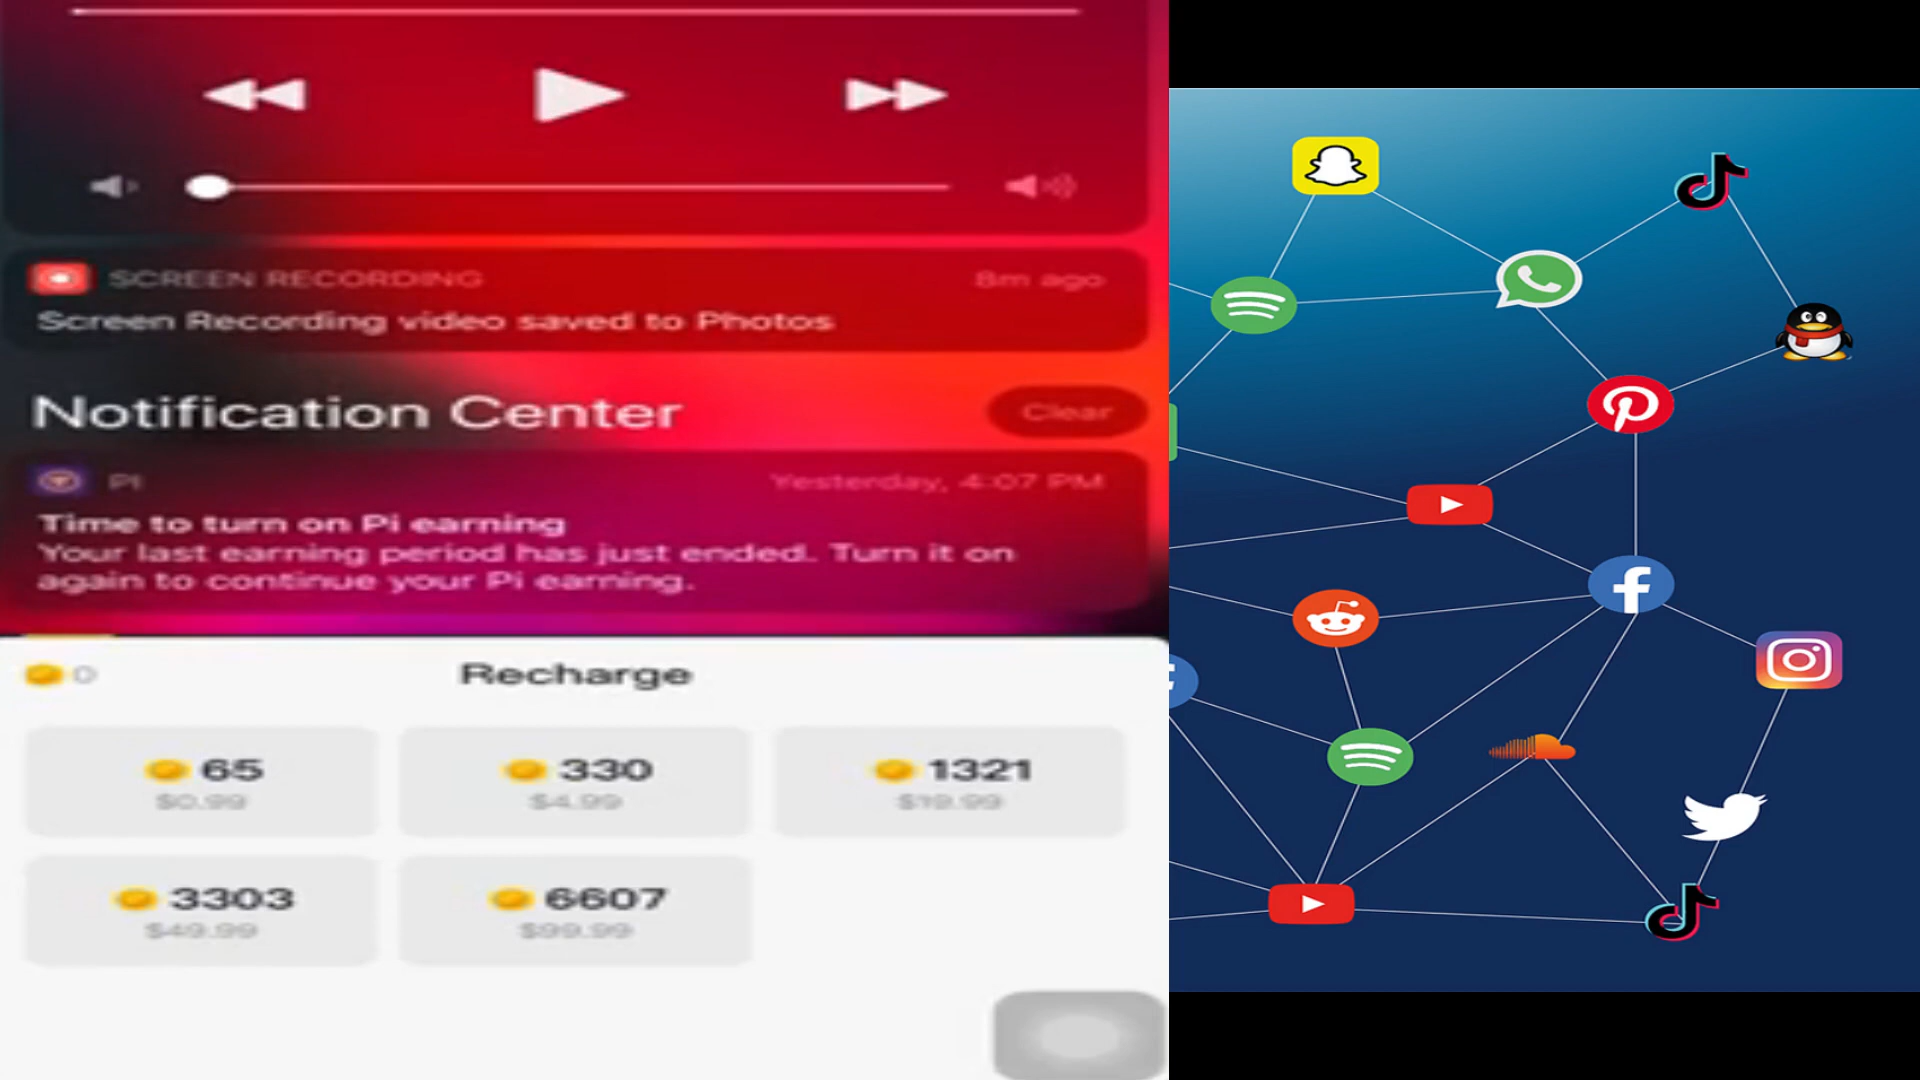 SCREEN RECORDING
8m ago
Screen Recording video saved to Photos
Notification Center
Clear
PI
Yesterday, 4:07 PM
Time to turn on Pi earning
Your last earning period has just ended. Turn it on
again to continue your Pi earning.
0
Recharge
65
$0.99
330
$4.99
1321
$19.99
3303
$49.99
6607
$99.99